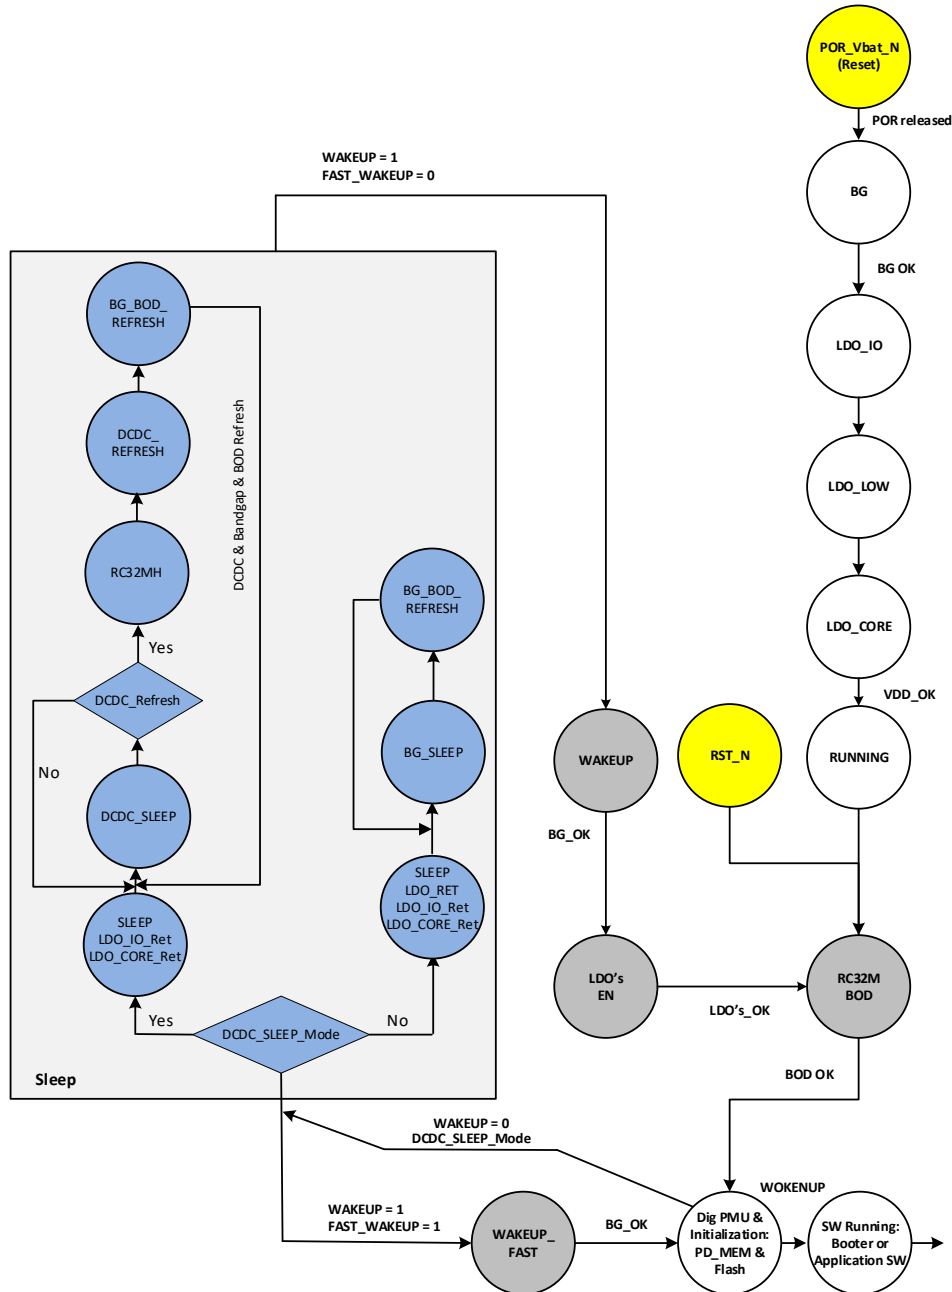 POR_Vbat_N
(Reset)
POR released
WAKEUP = 1
FAST_WAKEUP = 0
BG
BG OK
BG_BOD_
REFRESH
LDO_IO
DCDC_
REFRESH
DCDC & Bandgap & BOD Refresh
LDO_LOW
RC32MH
BG_BOD_
REFRESH
LDO_CORE
Yes
DCDC_Refresh
VDD_OK
No
BG_SLEEP
WAKEUP
RST_N
RUNNING
DCDC_SLEEP
BG_OK
SLEEP
LDO_RET
LDO_IO_Ret
LDO_CORE_Ret
SLEEP
LDO_IO_Ret
LDO_CORE_Ret
LDO's
EN
LDO's_OK
RC32M
BOD
Yes
DCDC_SLEEP_Mode
No
Sleep
BOD OK
WAKEUP = 0
DCDC_SLEEP_Mode
WOKENUP
WAKEUP = 1
FAST_WAKEUP = 1
WAKEUP_
FAST
BG_OK
Dig PMU &
Initialization:
PD_MEM &
Flash
SW Running:
Booter or
Application SW